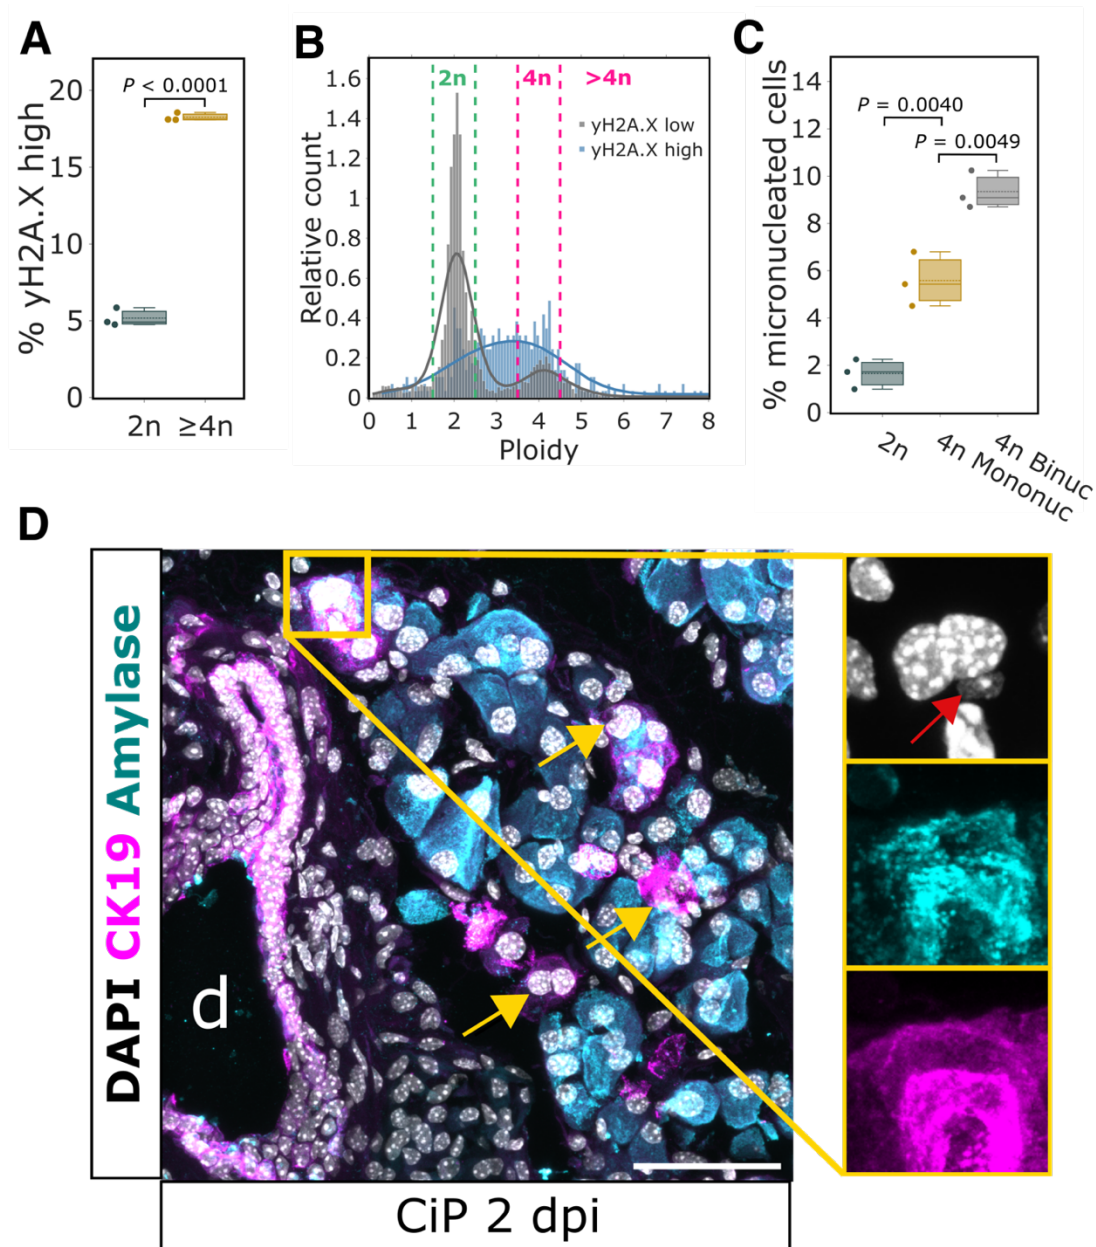 A
% yH2A.X high
20
15
10
5
0
P < 0.0001
2n ≥4n
B
Relative count
1.6
1.4
1.2
1
0.8
0.6
0.4
0.2
0
2n 4n >4n
yH2A.X low
yH2A.X high
0 1 2 3 4 5 6 7 8
Ploidy
C
% micronucleated cells
14
12
10
8
6
4
2
0
P = 0.0040
P = 0.0049
2n
4n Mononuc
4n Binuc
D
DAPI CK19 Amylase
d
CiP 2 dpi